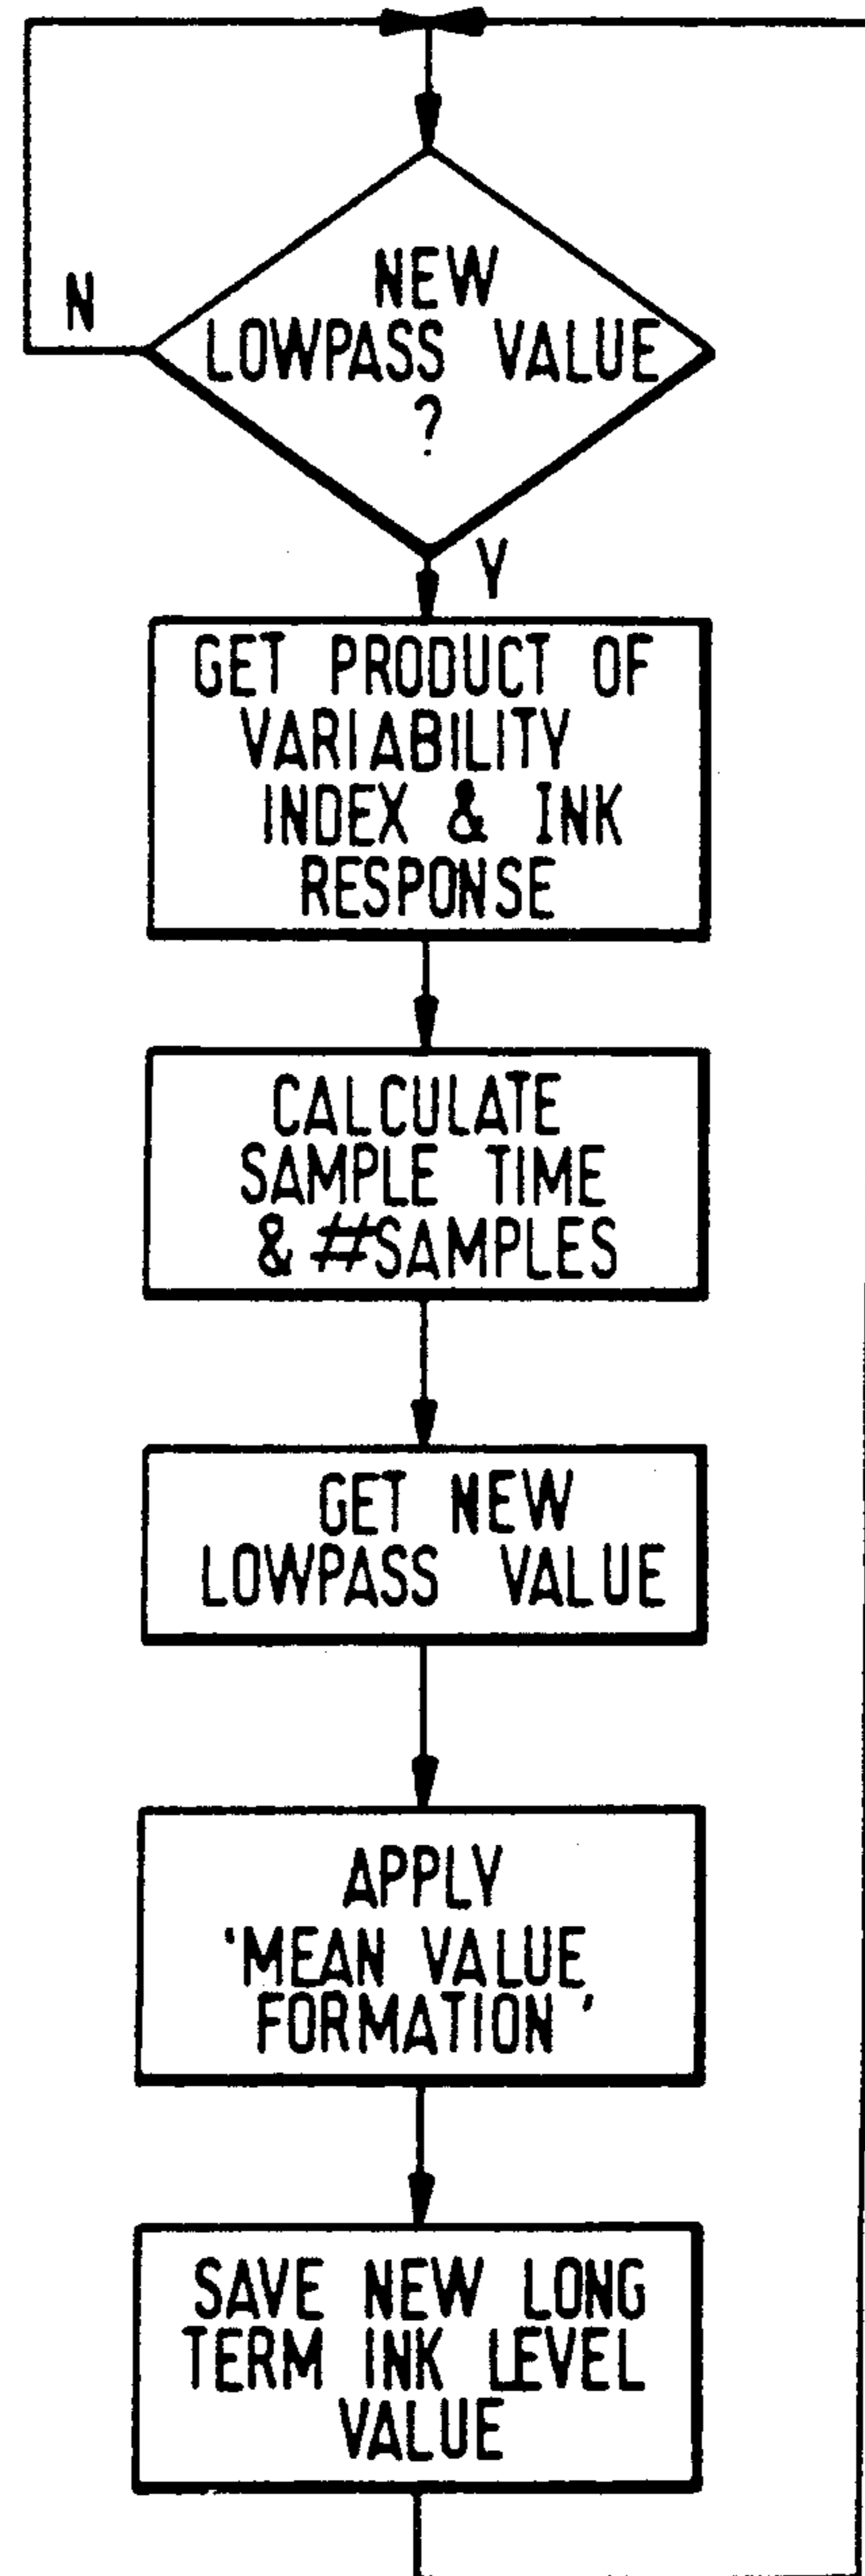 NEW
LOWPASS VALUE
?
N
Y
GET PRODUCT OF
VARIABILITY
INDEX & INK
RESPONSE
CALCULATE
SAMPLE TIME
& #SAMPLES
GET NEW
LOWPASS VALUE
APPLY
'MEAN VALUE
FORMATION'
SAVE NEW LONG
TERM INK LEVEL
VALUE